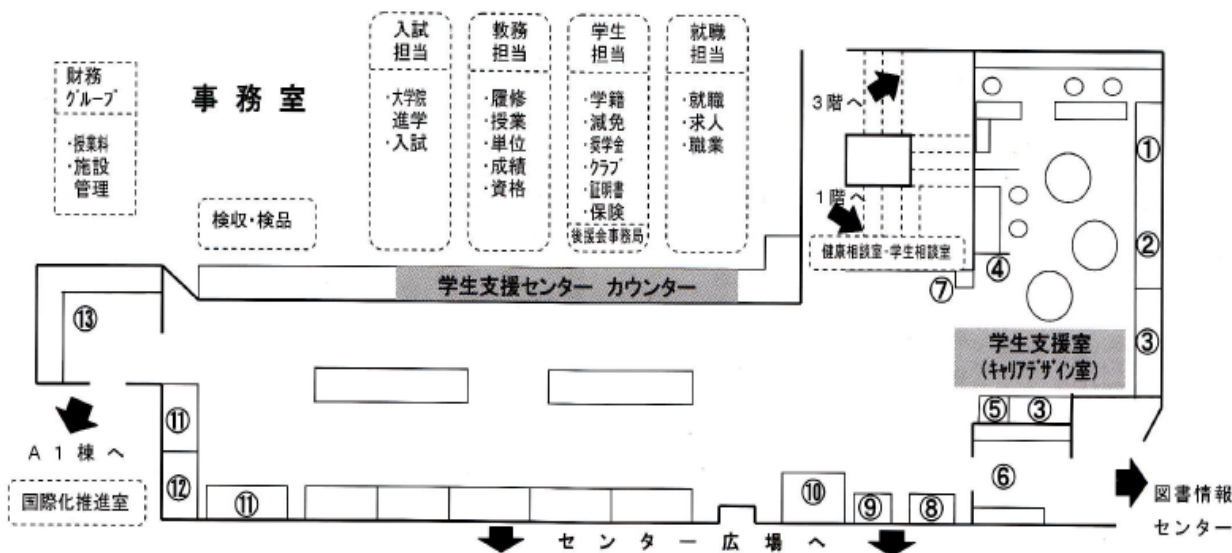 財務
グループ
・授業料
・施設
管理
事務室
検収・検品
入試
担当
・大学院
進学
・入試
教務
担当
・履修
・授業
・単位
・成績
・資格
学生
担当
・学籍
・減免
・奨学金
・クラブ
・証明書
・保険
後援会事務局
就職
担当
・就職
・求人
・職業
3階へ
1階へ
健康相談室・学生相談室
①
②
③
④
⑦
学生支援センター カウンター
⑬
学生支援室
(キャリアデザイン室)
⑤
③
⑪
A1棟へ
国際化推進室
⑫
⑪
⑩
⑨
⑧
⑥
図書情報
センター
センター広場へ